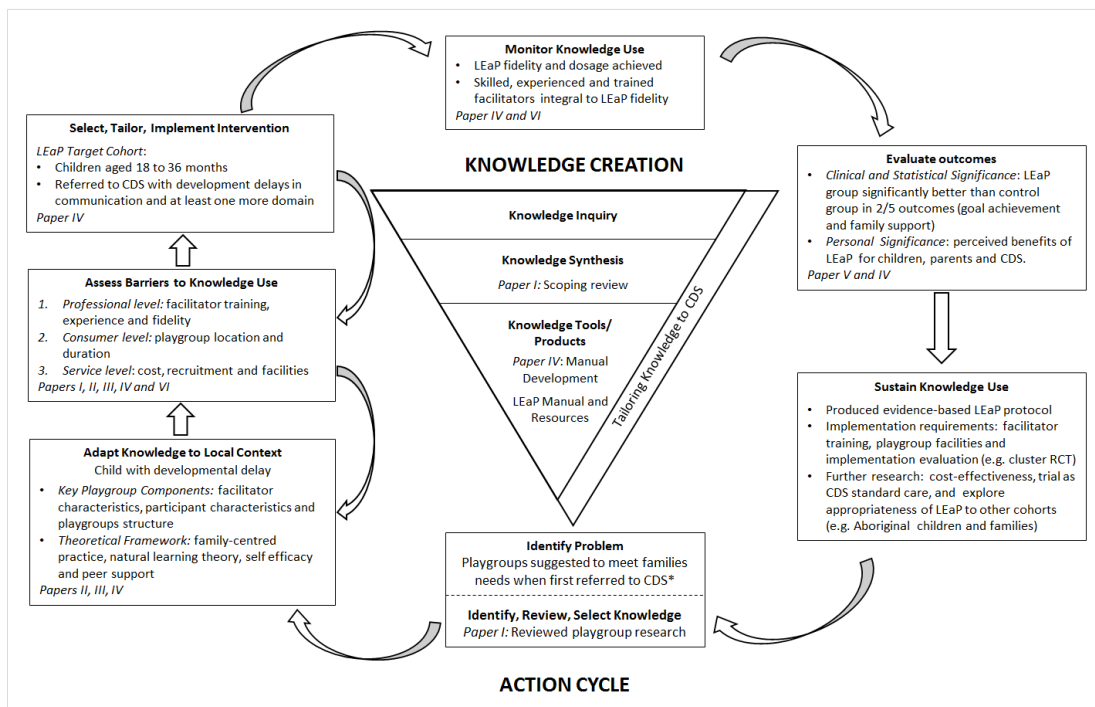 Monitor Knowledge Use
• LEaP fidelity and dosage achieved
• Skilled, experienced and trained
facilitators integral to LEaP fidelity
Paper IV and VI
Select, Tailor, Implement Intervention
LEaP Target Cohort:
• Children aged 18 to 36 months
• Referred to CDS with development delays in
communication and at least one more domain
Paper IV
Assess Barriers to Knowledge Use
1. Professional level: facilitator training,
experience and fidelity
2. Consumer level: playgroup location and
duration
3. Service level: cost, recruitment and facilities
Papers I, II, III, IV and VI
Adapt Knowledge to Local Context
Child with developmental delay
• Key Playgroup Components: facilitator
characteristics, participant characteristics and
playgroups structure
• Theoretical Framework: family-centred
practice, natural learning theory, self efficacy
and peer support
Papers II, III, IV
KNOWLEDGE CREATION
Knowledge Inquiry
Knowledge Synthesis
Paper I: Scoping review
Knowledge Tools/
Products
Paper IV: Manual
Development
LEaP Manual and
Resources
Tailoring Knowledge to CDS
Evaluate outcomes
• Clinical and Statistical Significance: LEaP
group significantly better than control
group in 2/5 outcomes (goal achievement
and family support)
• Personal Significance: perceived benefits of
LEaP for children, parents and CDS.
Paper V and IV
Sustain Knowledge Use
• Produced evidence-based LEaP protocol
• Implementation requirements: facilitator
training, playgroup facilities and
implementation evaluation (e.g. cluster RCT)
• Further research: cost-effectiveness, trial as
CDS standard care, and explore
appropriateness of LEaP to other cohorts
(e.g. Aboriginal children and families)
Identify Problem
Playgroups suggested to meet families
needs when first referred to CDS*
Identify, Review, Select Knowledge
Paper I: Reviewed playgroup research
ACTION CYCLE